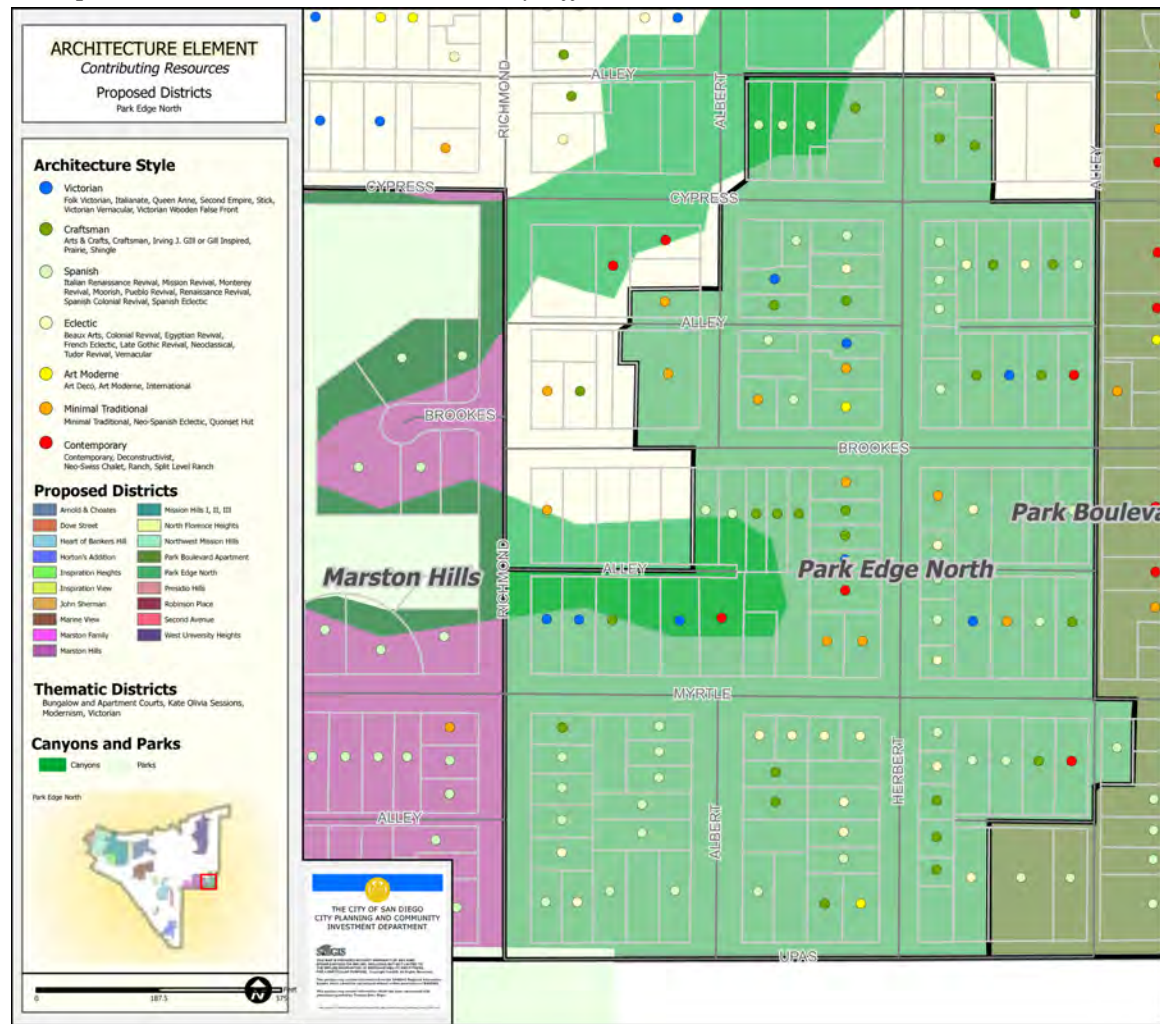 ARCHITECTURE ELEMENT
Contributing Resources
Proposed Districts
Park Edge North
Architecture Style
Victorian
Folk Victorian, Italianate, Queen Anne, Second Empire, Stick,
Victorian Vernacular, Victorian Wooden False Front
Craftsman
Arts & Crafts, Craftsman, Irving J. Gill or Gill Inspired,
Prairie, Shingle
Spanish
Italian Renaissance Revival, Mission Revival, Monterey
Revival, Moorish, Pueblo Revival, Renaissance Revival,
Spanish Colonial Revival, Spanish Eclectic
Eclectic
Beaux Arts, Colonial Revival, Egyptian Revival,
French Eclectic, Late Gothic Revival, Neoclassical,
Tudor Revival, Vernacular
Art Moderne
Art Deco, Art Moderne, International
Minimal Traditional
Minimal Traditional, Neo-Spanish Eclectic, Quonset Hut
Contemporary
Contemporary, Deconstructivist,
Neo-Swiss Chalet, Ranch, Split Level Ranch
Proposed Districts
Arnold & Choates
Dove Street
Heart of Bankers Hill
Horton's Addition
Inspiration Heights
Inspiration View
John Sherman
Marine View
Marston Family
Marston Hills
Mission Hills I, II, III
North Florence Heights
Northwest Mission Hills
Park Boulevard Apartment
Park Edge North
Presidio Hills
Robinson Place
Second Avenue
West University Heights
Thematic Districts
Bungalow and Apartment Courts, Kate Olivia Sessions,
Modernism, Victorian
Canyons and Parks
Canyons
Parks
Park Edge North
0
187.5
375
Feet
N
RICHMOND
ALLEY
ALBERT
ALLEY
CYPRESS
CYPRESS
ALLEY
BROOKES
BROOKES
Park Bouleva
RICHMOND
ALLEY
Marston Hills
Park Edge North
MYRTLE
HERBERT
ALLEY
ALBERT
UPAS
THE CITY OF SAN DIEGO
CITY PLANNING AND COMMUNITY
INVESTMENT DEPARTMENT
SanGIS